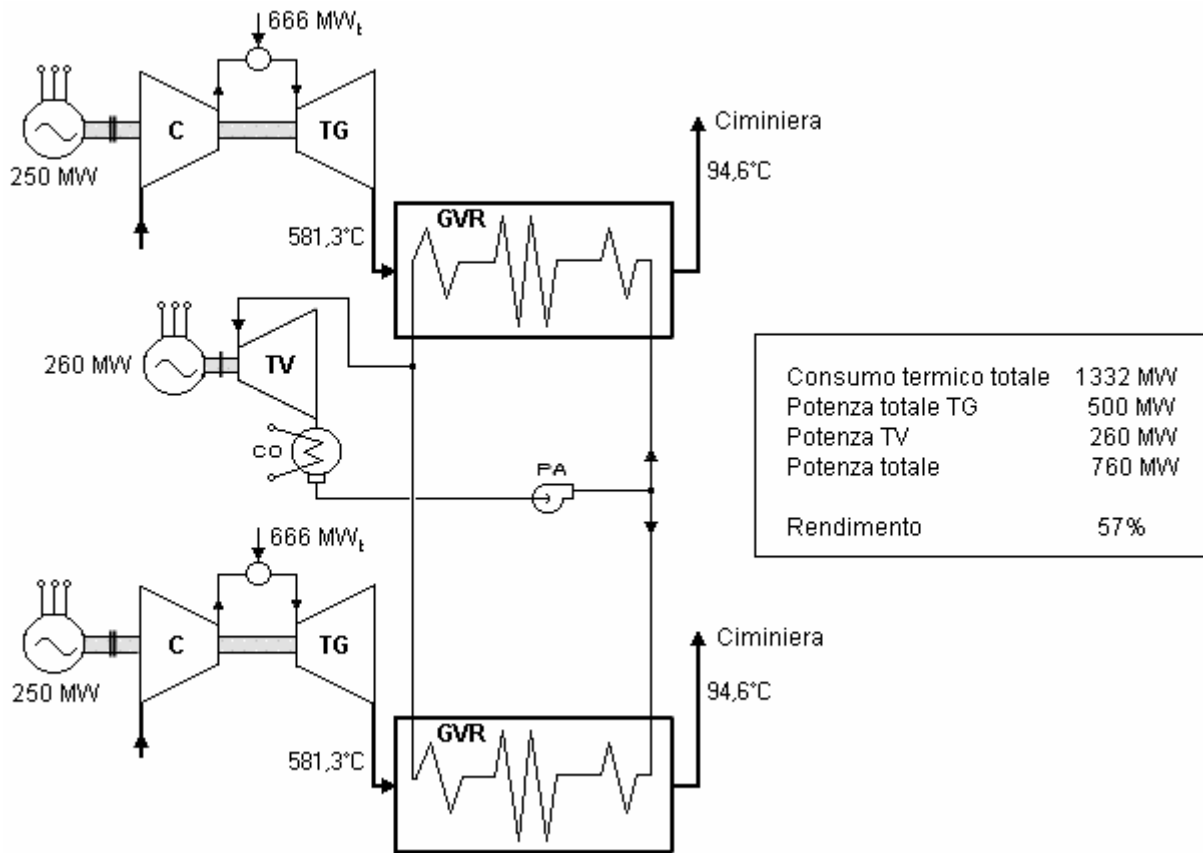 666 MWt
C
TG
250 MW
Ciminiera
94,6°C
581,3°C
GVR
260 MW
TV
CO
PA
Consumo termico totale 1332 MW
Potenza totale TG 500 MW
Potenza TV 260 MW
Potenza totale 760 MW
Rendimento 57%
666 MWt
C
TG
250 MW
Ciminiera
94,6°C
581,3°C
GVR